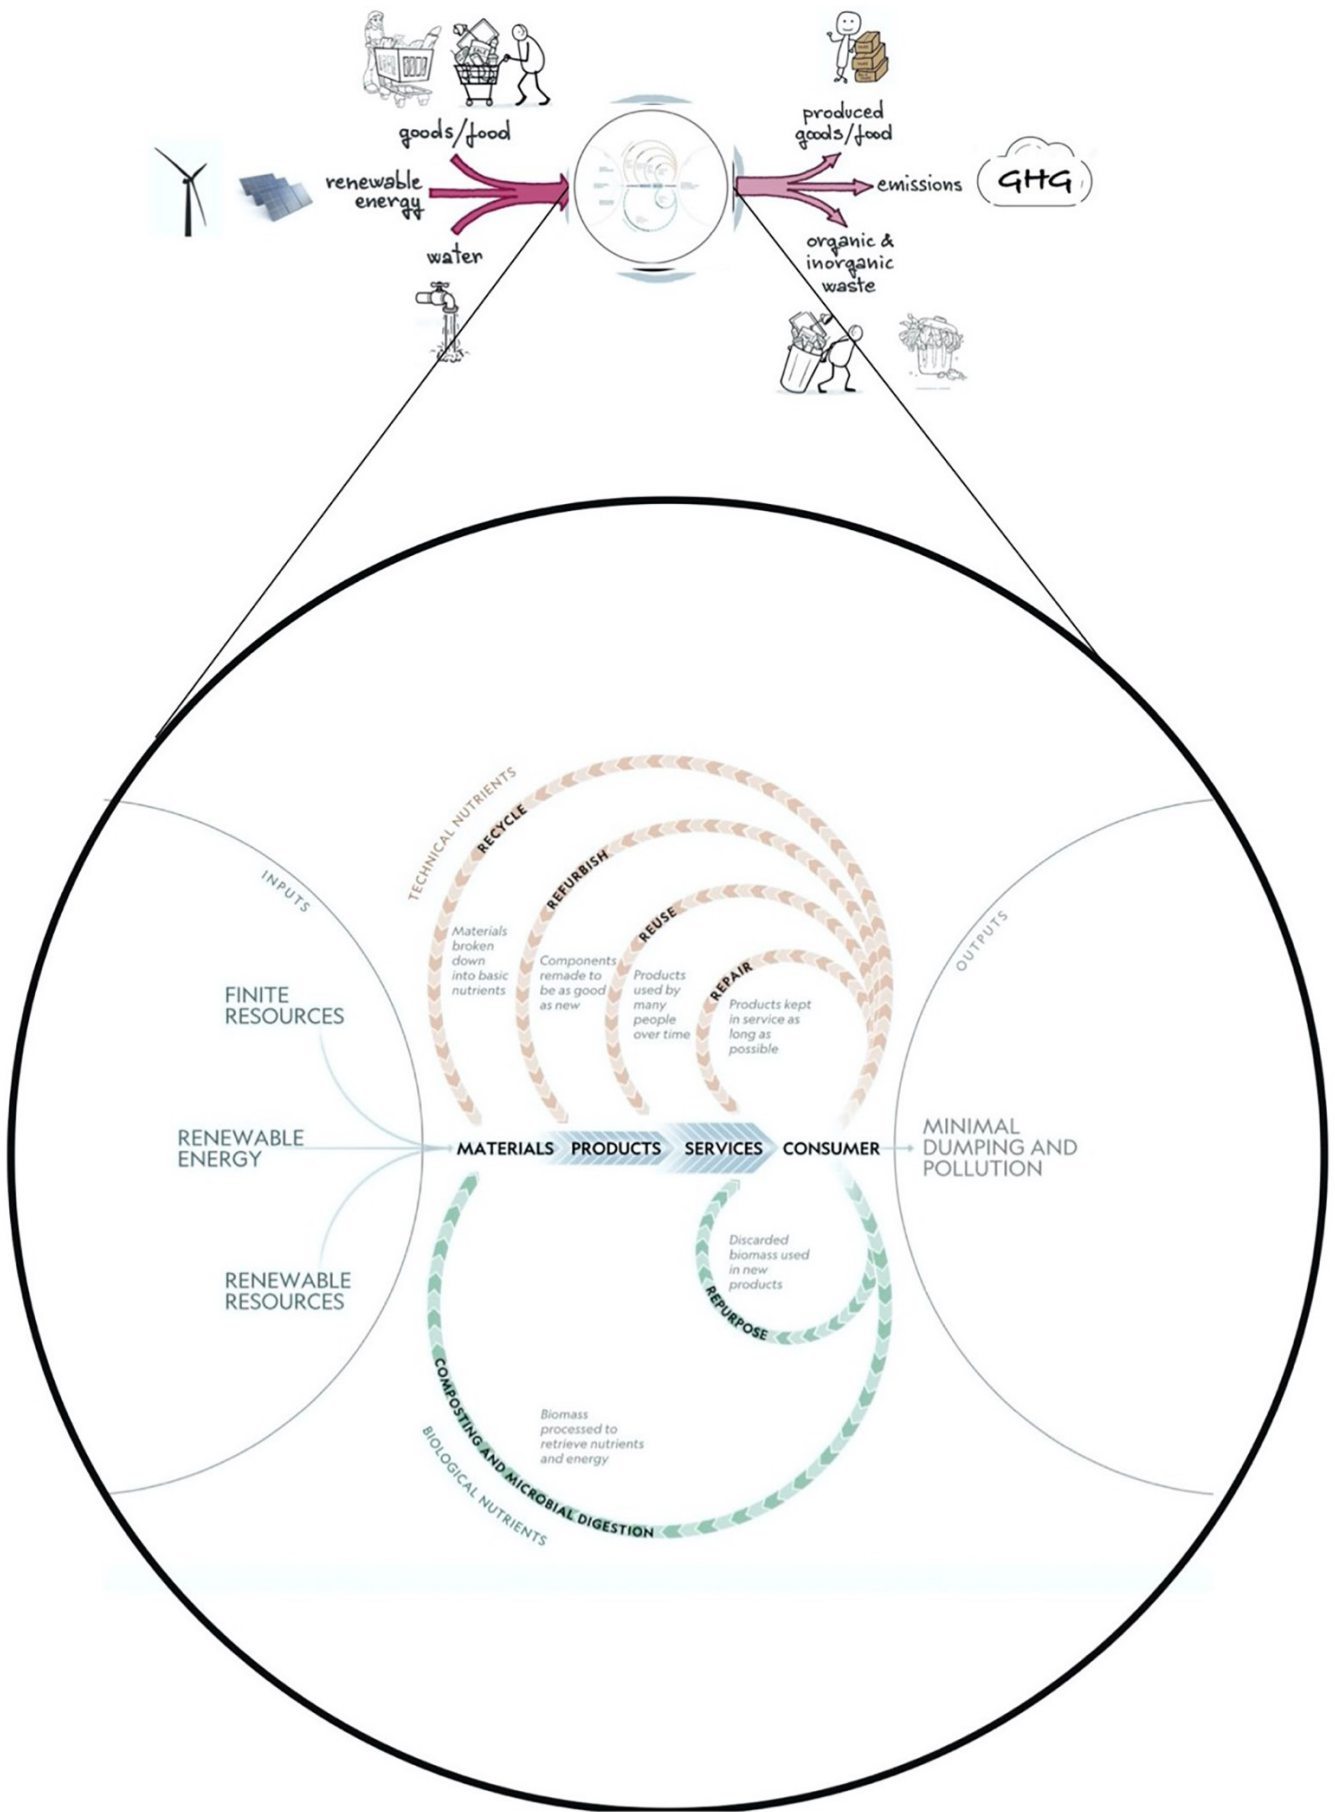 goods/food
renewable
energy
water
produced
goods/food
emissions
GHG
organic &
inorganic
waste
TECHNICAL NUTRIENTS
RECYCLE
REFURBISH
REUSE
REPAIR
Materials
broken
down
into basic
nutrients
Components
remade to
be as good
as new
Products
used by
many
people
over time
Products kept
in service as
long as
possible
INPUTS
FINITE
RESOURCES
RENEWABLE
ENERGY
RENEWABLE
RESOURCES
MATERIALS PRODUCTS SERVICES CONSUMER
OUTPUTS
MINIMAL
DUMPING AND
POLLUTION
Discarded
biomass used
in new
products
REPURPOSE
Biomass
processed to
retrieve nutrients
and energy
COMPOSTING AND MICROBIAL DIGESTION
BIOLOGICAL NUTRIENTS